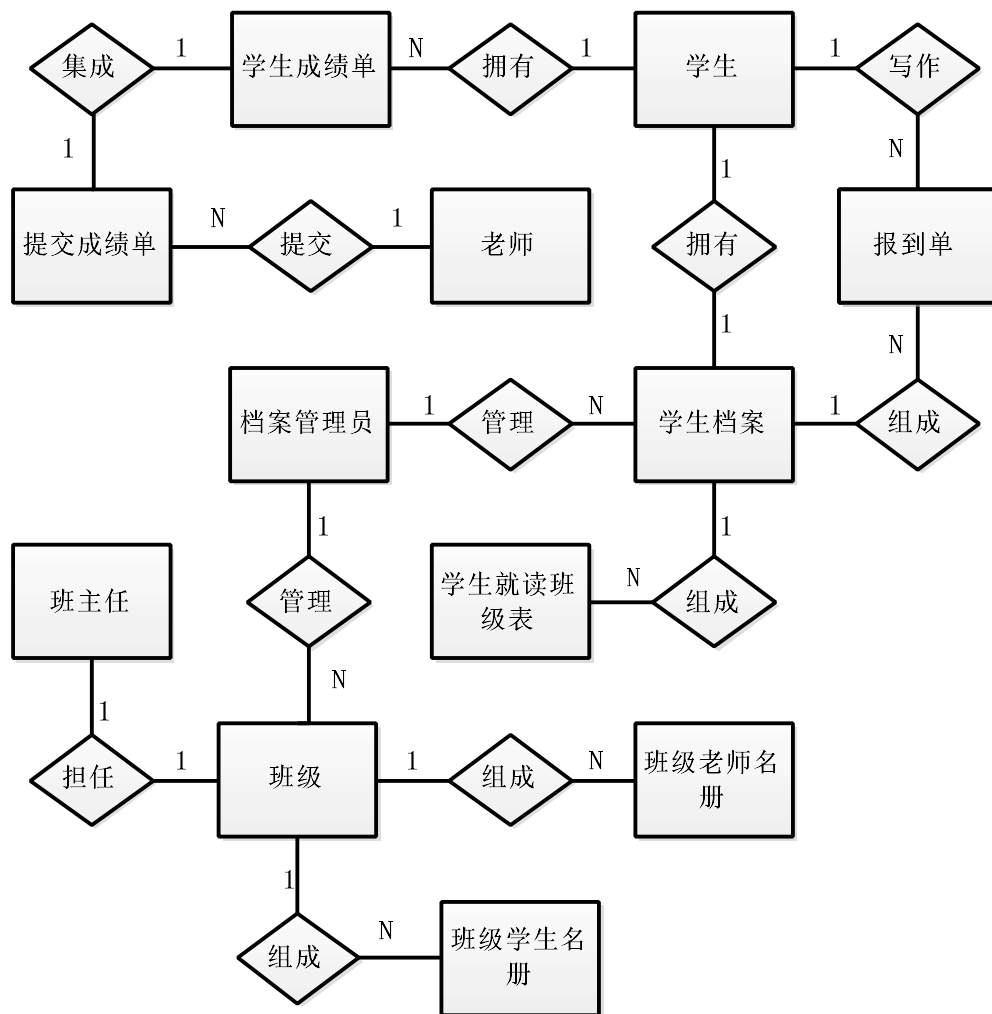 集成
1
学生成绩单
N
拥有
1
学生
1
写作
1
1
N
提交成绩单
N
提交
1
老师
拥有
报到单
1
N
档案管理员
1
管理
N
学生档案
1
组成
1
1
班主任
学生就读班
级表
N
组成
管理
N
1
担任
1
班级
1
组成
N
班级老师名
册
1
组成
N
班级学生名
册